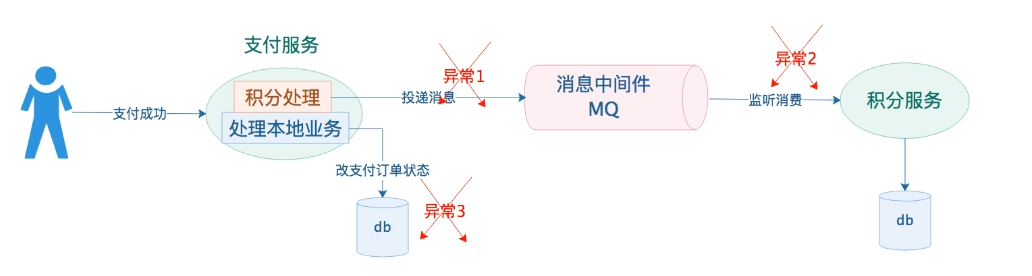 支付服务
异常1
异常2
支付成功
积分处理
投递消息
消息中间件
MQ
监听消费
积分服务
处理本地业务
改支付订单状态
异常3
db
db